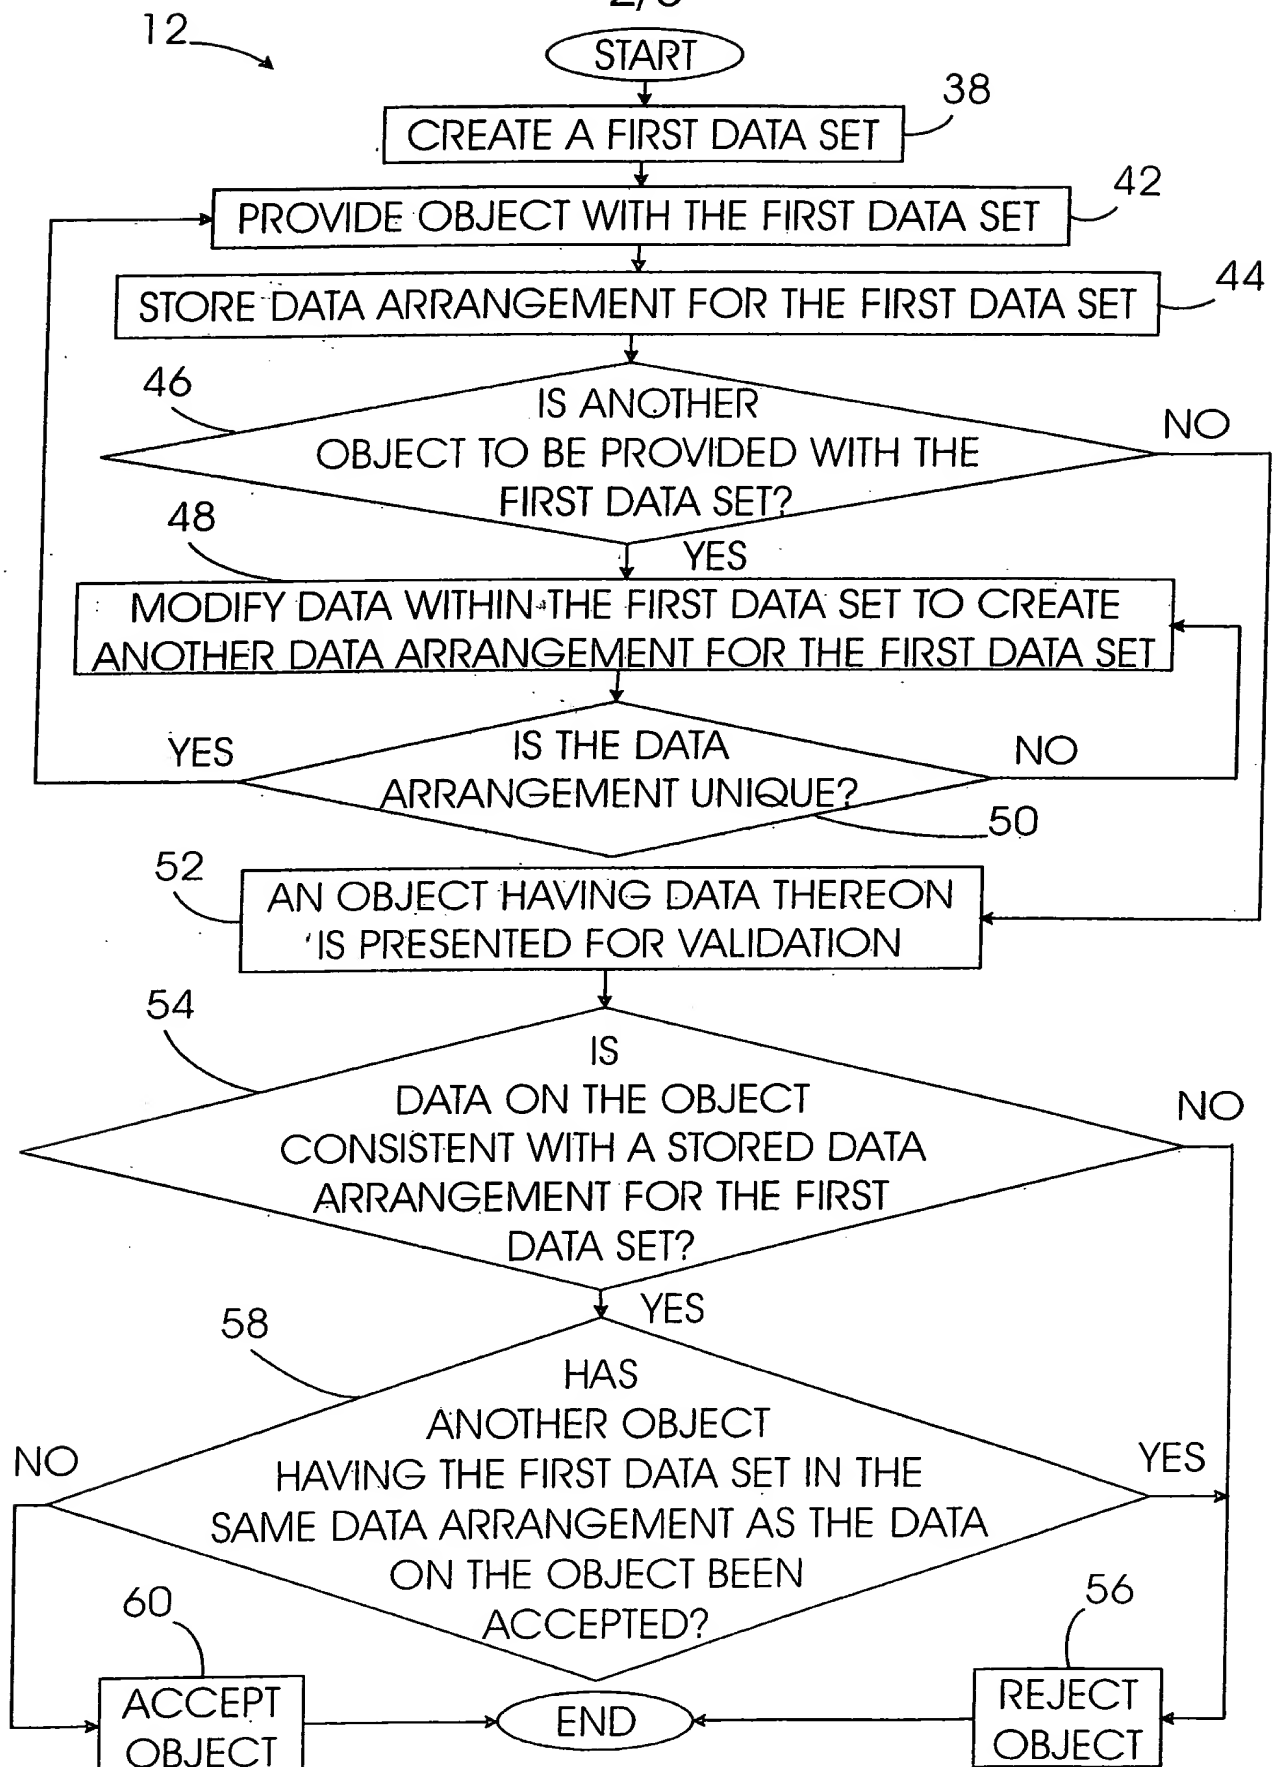 12
START
38
CREATE A FIRST DATA SET
42
PROVIDE OBJECT WITH THE FIRST DATA SET
44
STORE DATA ARRANGEMENT FOR THE FIRST DATA SET
46
IS ANOTHER
OBJECT TO BE PROVIDED WITH THE
FIRST DATA SET?
NO
48
YES
MODIFY DATA WITHIN THE FIRST DATA SET TO CREATE
ANOTHER DATA ARRANGEMENT FOR THE FIRST DATA SET
YES
IS THE DATA
ARRANGEMENT UNIQUE?
NO
50
52
AN OBJECT HAVING DATA THEREON
IS PRESENTED FOR VALIDATION
54
IS
DATA ON THE OBJECT
CONSISTENT WITH A STORED DATA
ARRANGEMENT FOR THE FIRST
DATA SET?
NO
YES
58
HAS
ANOTHER OBJECT
HAVING THE FIRST DATA SET IN THE
SAME DATA ARRANGEMENT AS THE DATA
ON THE OBJECT BEEN
ACCEPTED?
NO
YES
60
56
ACCEPT
OBJECT
END
REJECT
OBJECT